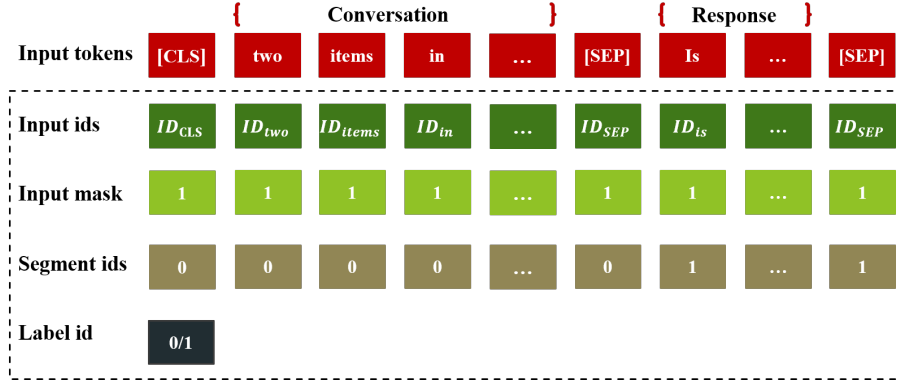 { Conversation } { Response }
Input tokens [CLS] two items in ... [SEP] Is ... [SEP]
Input ids ID_CLS ID_two ID_items ID_in ... ID_SEP ID_is ... ID_SEP
Input mask 1 1 1 1 ... 1 1 ... 1
Segment ids 0 0 0 0 ... 0 1 ... 1
Label id 0/1